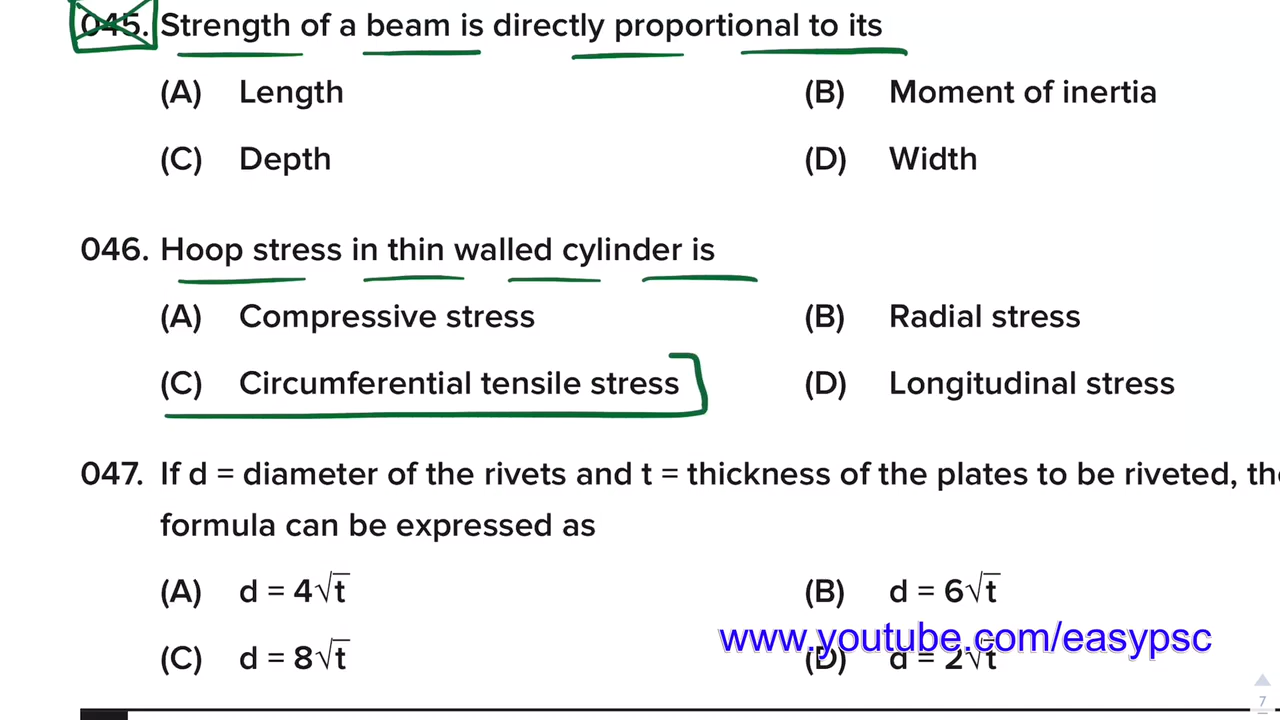 045. Strength of a beam is directly proportional to its
(A) Length (B) Moment of inertia
(C) Depth (D) Width
046. Hoop stress in thin walled cylinder is
(A) Compressive stress (B) Radial stress
(C) Circumferential tensile stress (D) Longitudinal stress
047. If d = diameter of the rivets and t = thickness of the plates to be riveted,
formula can be expressed as
(A) d = 4√t (B) d = 6√t
www.youtube.com/easypsc
(C) d = 8√t (D) d = 2√t
7